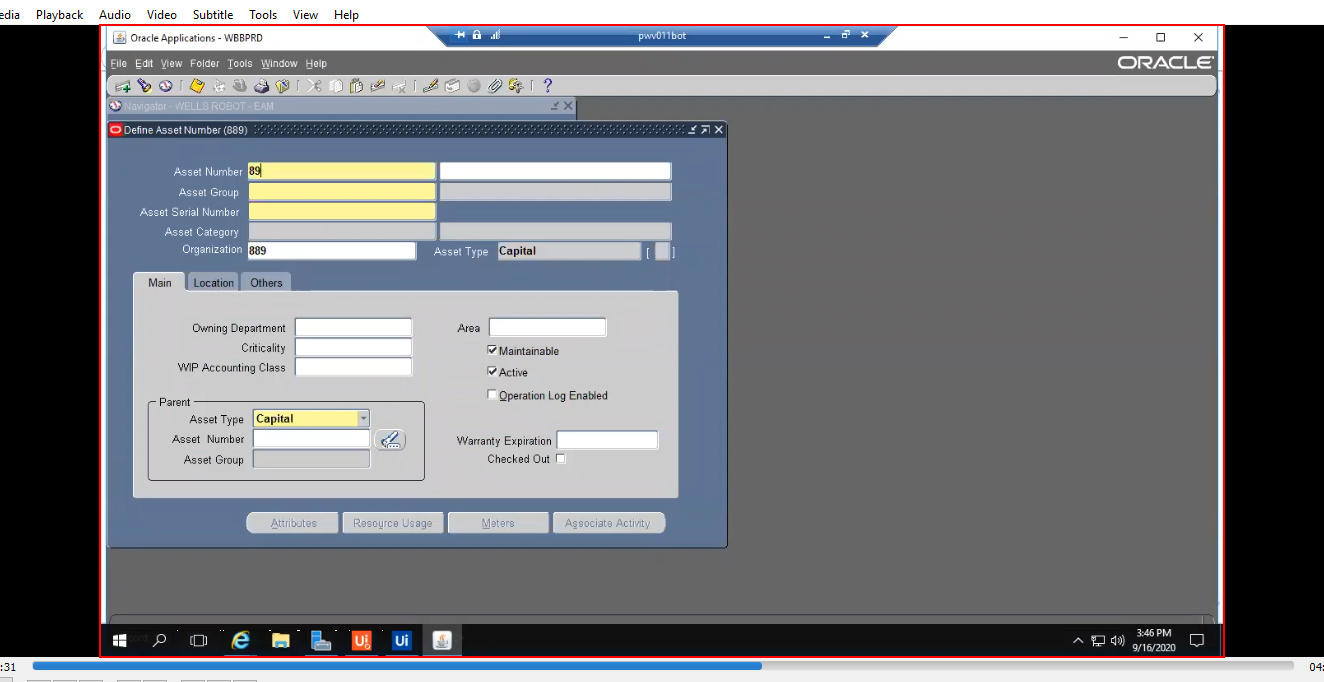 edia Playback Audio Video Subtitle Tools View Help
Oracle Applications - WBBPRD
pwv011bot
File Edit View Folder Tools Window Help
ORACLE
Navigator - WELLS ROBOT - EAM
Define Asset Number (889)
Asset Number 89
Asset Group
Asset Serial Number
Asset Category
Organization 889 Asset Type Capital [ ]
Main Location Others
Owning Department Area
Criticality Maintainable
WIP Accounting Class Active
Operation Log Enabled
Parent
Asset Type Capital
Asset Number Warranty Expiration
Asset Group Checked Out
Attributes Resource Usage Meters Associate Activity
Ui Ui
3:46 PM
9/16/2020
:31 04: